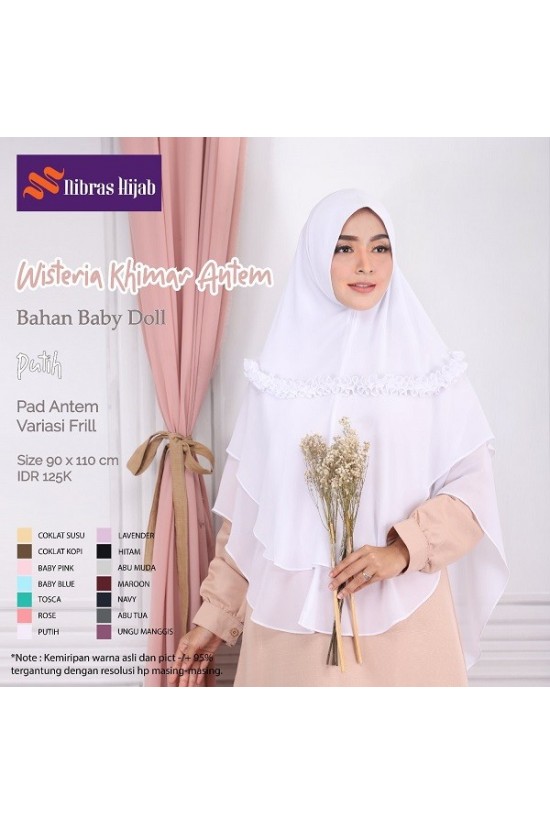 Nibras Hijab
Wisteria Khimar Antem
Bahan Baby Doll
Putih
Pad Antem
Variasi Frill
Size 90 x 110 cm
IDR 125K
COKLAT SUSU
COKLAT KOPI
BABY PINK
BABY BLUE
TOSCA
ROSE
PUTIH
LAVENDER
HITAM
ABU MUDA
MAROON
NAVY
ABU TUA
UNGU MANGGIS
*Note : Kemiripan warna asli dan pict -/+ 95%
tergantung dengan resolusi hp masing-masing.